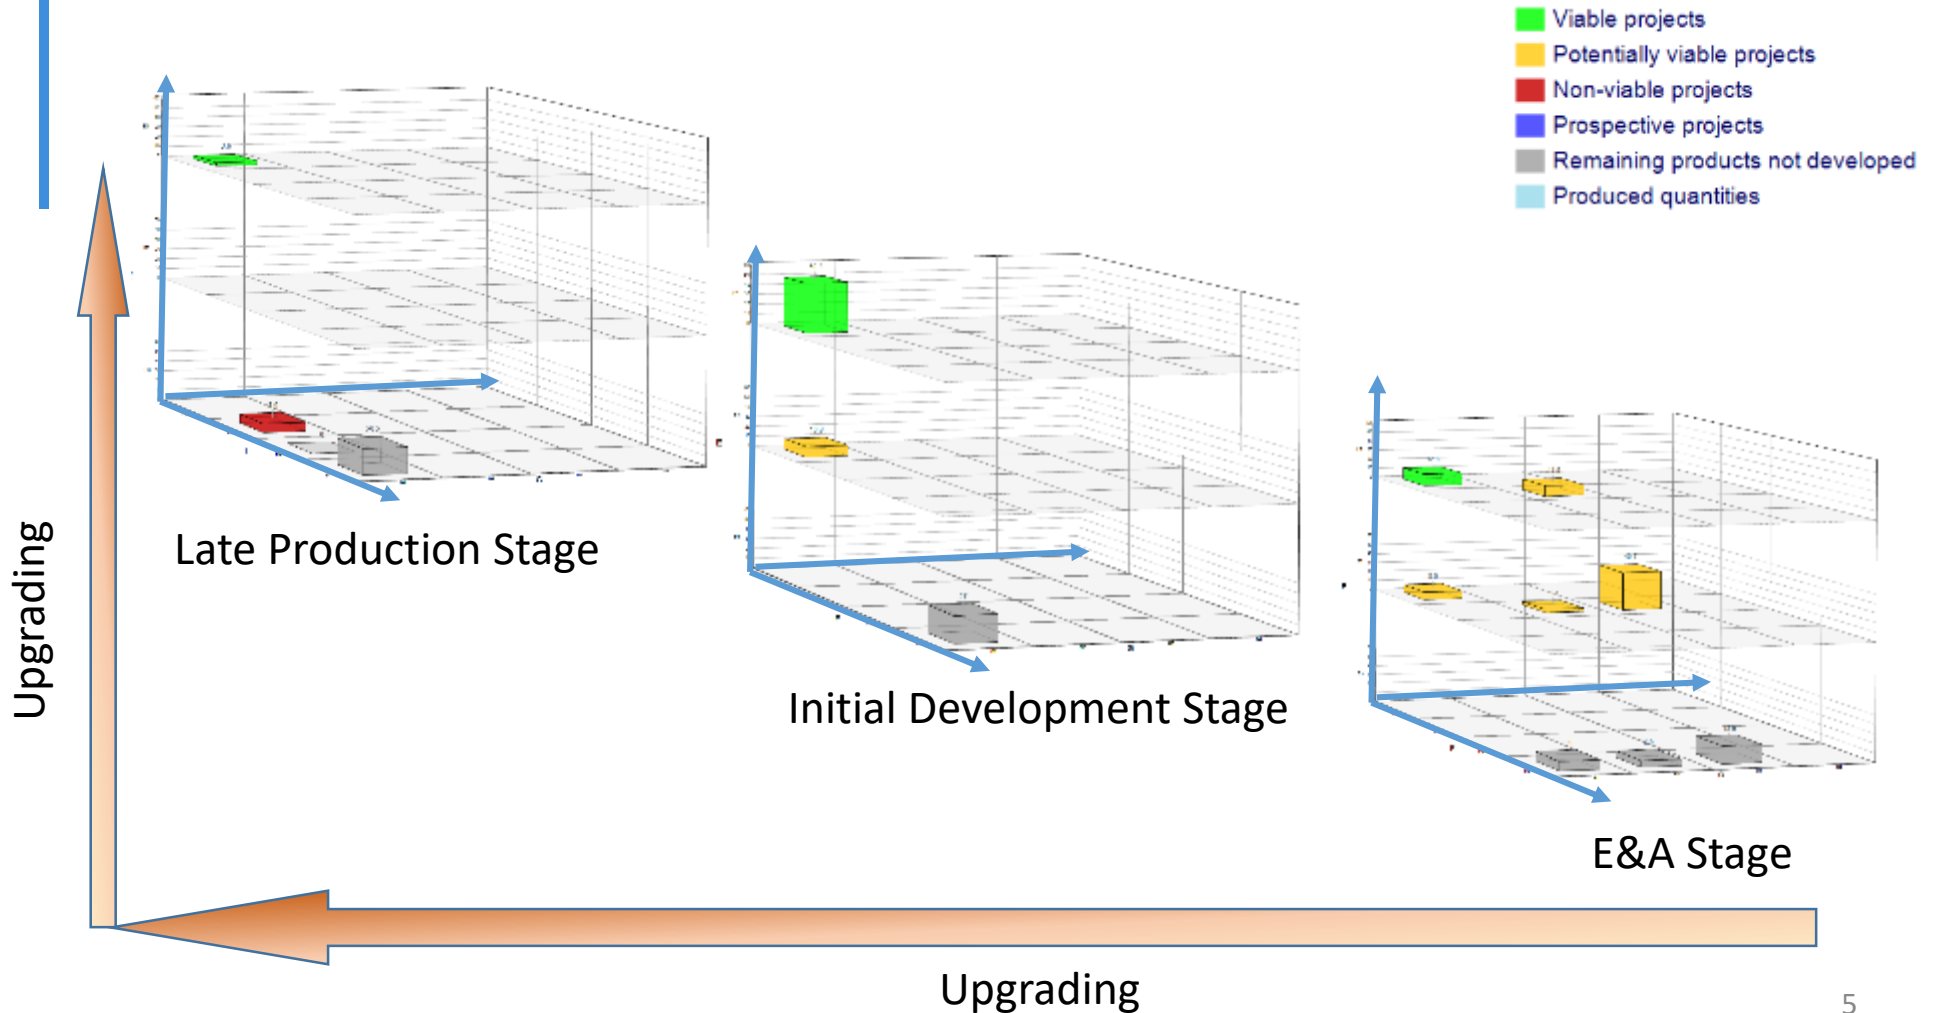 Viable projects
Potentially viable projects
Non-viable projects
Prospective projects
Remaining products not developed
Produced quantities
Late Production Stage
Initial Development Stage
E&A Stage
Upgrading
Upgrading
5